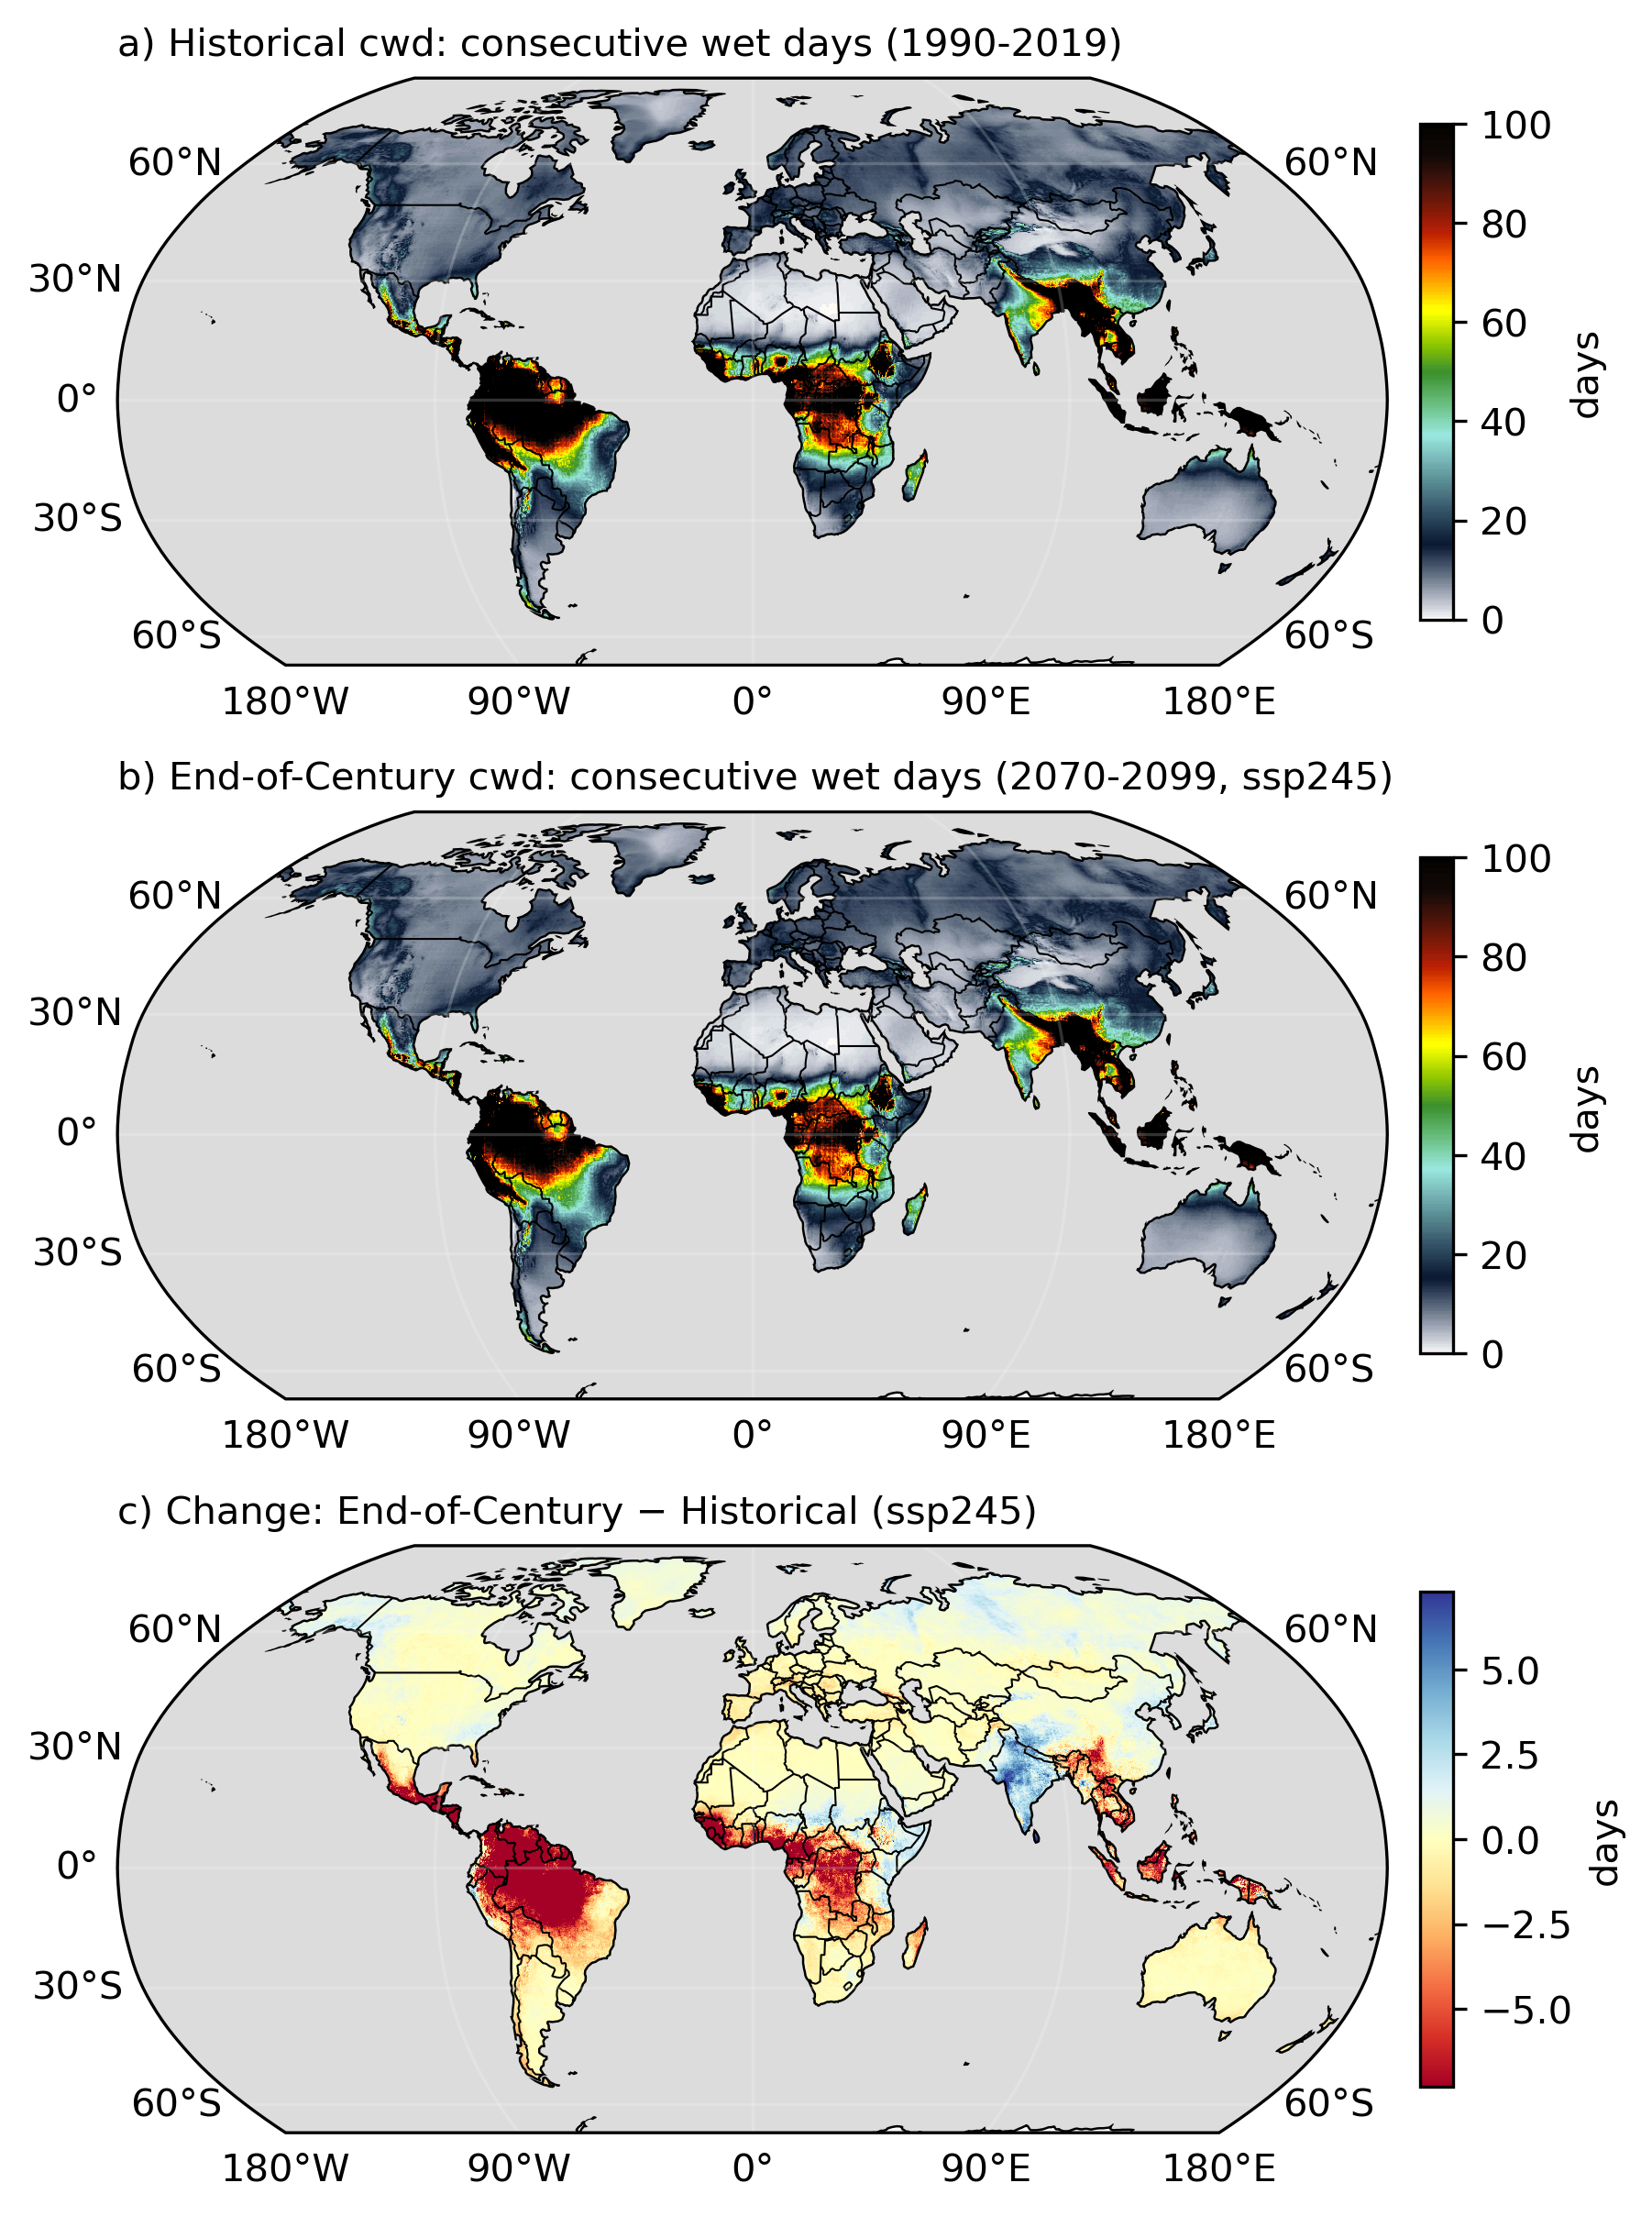 a) Historical cwd: consecutive wet days (1990-2019)
60°N
60°N
30°N
0°
30°S
60°S
60°S
180°W
90°W
0°
90°E
180°E
100
80
60
40
20
0
days
b) End-of-Century cwd: consecutive wet days (2070-2099, ssp245)
60°N
60°N
30°N
0°
30°S
60°S
60°S
180°W
90°W
0°
90°E
180°E
100
80
60
40
20
0
days
c) Change: End-of-Century − Historical (ssp245)
60°N
60°N
30°N
0°
30°S
60°S
60°S
180°W
90°W
0°
90°E
180°E
5.0
2.5
0.0
−2.5
−5.0
days